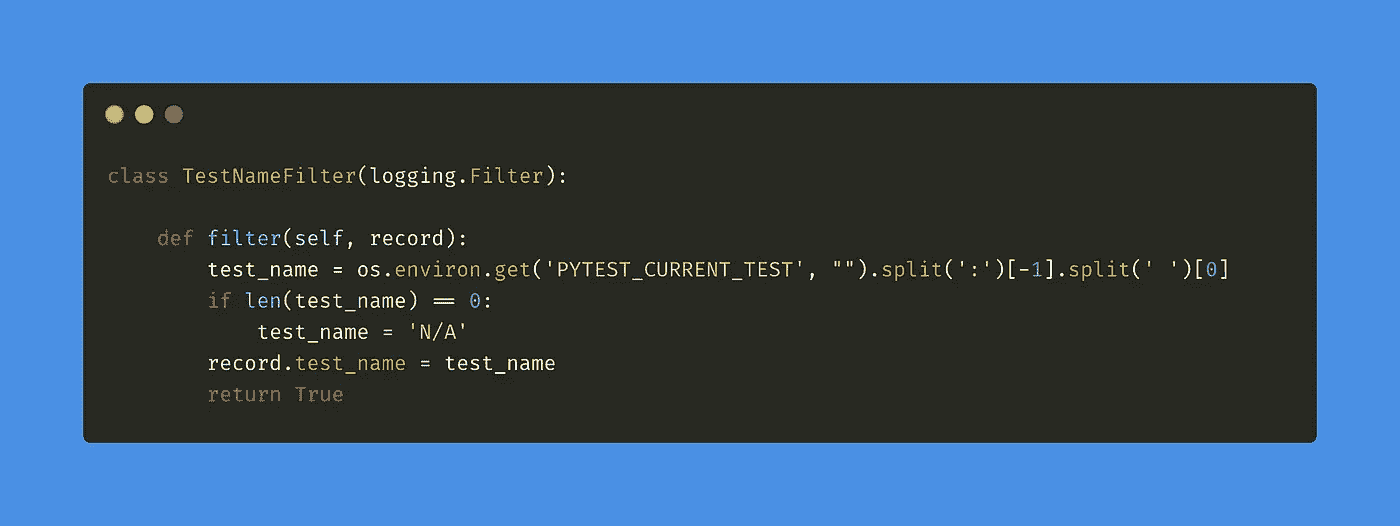 class TestNameFilter(logging.Filter):
    def filter(self, record):
        test_name = os.environ.get('PYTEST_CURRENT_TEST', "").split(':')[-1].split(' ')[0]
        if len(test_name) == 0:
            test_name = 'N/A'
        record.test_name = test_name
        return True